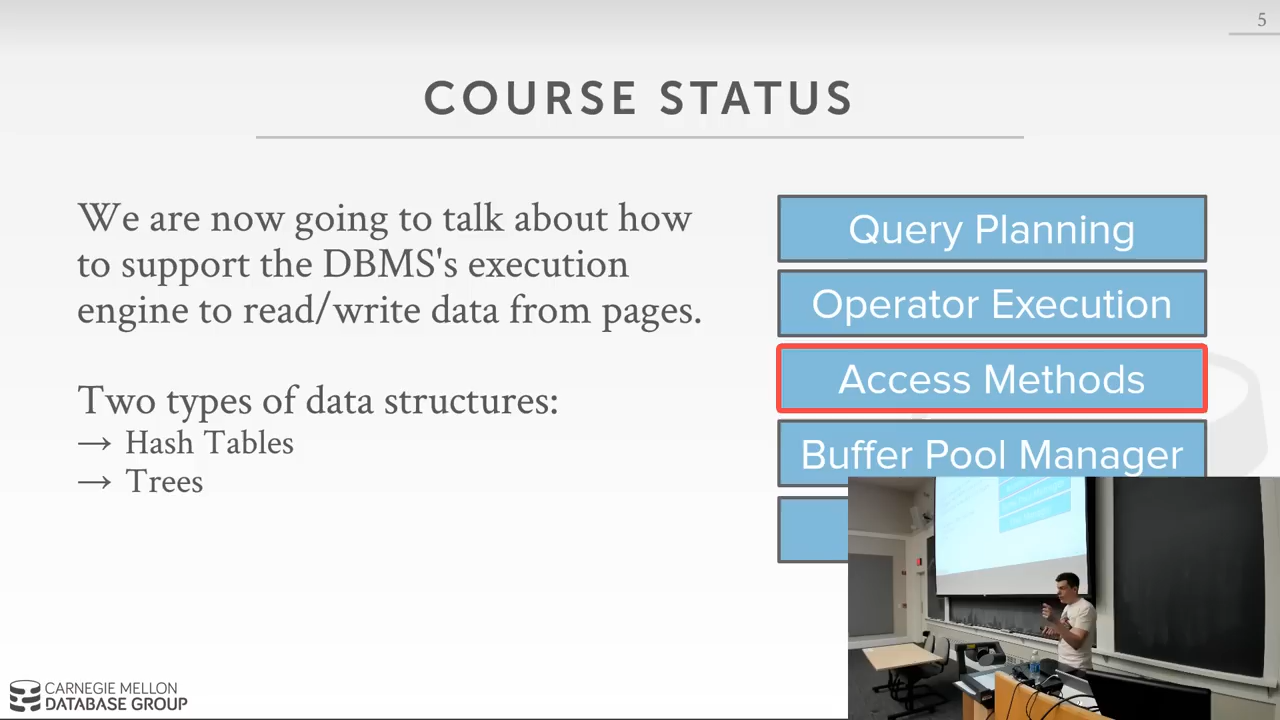 5
COURSE STATUS
We are now going to talk about how
to support the DBMS's execution
engine to read/write data from pages.
Two types of data structures:
→ Hash Tables
→ Trees
Query Planning
Operator Execution
Access Methods
Buffer Pool Manager
CARNEGIE MELLON
DATABASE GROUP